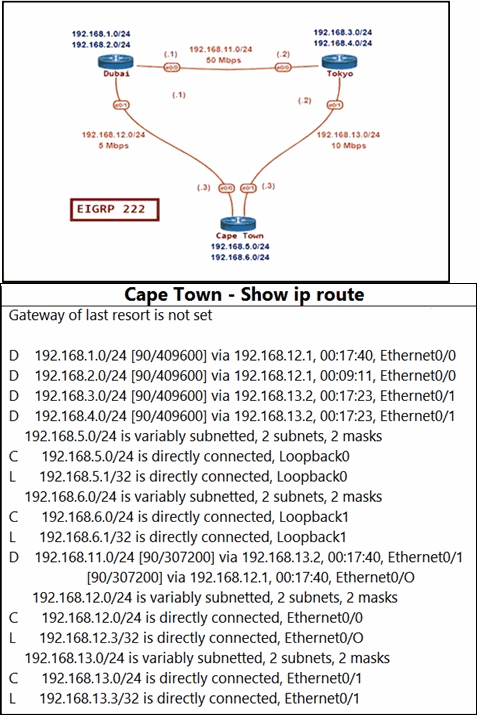 192.168.1.0/24
192.168.2.0/24
192.168.3.0/24
192.168.4.0/24
(.1)
192.168.11.0/24
50 Mbps
(.2)
e0/0
e0/0
Dubai
Tokyo
(.1)
(.2)
e0/1
e0/1
192.168.12.0/24
5 Mbps
192.168.13.0/24
10 Mbps
(.3)
e0/0
e0/1
(.3)
EIGRP 222
Cape Town
192.168.5.0/24
192.168.6.0/24
Cape Town - Show ip route
Gateway of last resort is not set
D 192.168.1.0/24 [90/409600] via 192.168.12.1, 00:17:40, Ethernet0/0
D 192.168.2.0/24 [90/409600] via 192.168.12.1, 00:09:11, Ethernet0/0
D 192.168.3.0/24 [90/409600] via 192.168.13.2, 00:17:23, Ethernet0/1
D 192.168.4.0/24 [90/409600] via 192.168.13.2, 00:17:23, Ethernet0/1
192.168.5.0/24 is variably subnetted, 2 subnets, 2 masks
C 192.168.5.0/24 is directly connected, Loopback0
L 192.168.5.1/32 is directly connected, Loopback0
192.168.6.0/24 is variably subnetted, 2 subnets, 2 masks
C 192.168.6.0/24 is directly connected, Loopback1
L 192.168.6.1/32 is directly connected, Loopback1
D 192.168.11.0/24 [90/307200] via 192.168.13.2, 00:17:40, Ethernet0/1
[90/307200] via 192.168.12.1, 00:17:40, Ethernet0/O
192.168.12.0/24 is variably subnetted, 2 subnets, 2 masks
C 192.168.12.0/24 is directly connected, Ethernet0/0
L 192.168.12.3/32 is directly connected, Ethernet0/O
192.168.13.0/24 is variably subnetted, 2 subnets, 2 masks
C 192.168.13.0/24 is directly connected, Ethernet0/1
L 192.168.13.3/32 is directly connected, Ethernet0/1